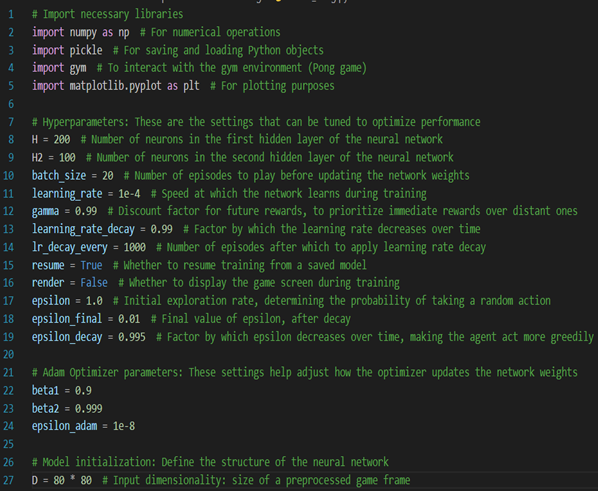 1 # Import necessary libraries
2 import numpy as np # For numerical operations
3 import pickle # For saving and loading Python objects
4 import gym # To interact with the gym environment (Pong game)
5 import matplotlib.pyplot as plt # For plotting purposes
6
7 # Hyperparameters: These are the settings that can be tuned to optimize performance
8 H = 200 # Number of neurons in the first hidden layer of the neural network
9 H2 = 100 # Number of neurons in the second hidden layer of the neural network
10 batch_size = 20 # Number of episodes to play before updating the network weights
11 learning_rate = 1e-4 # Speed at which the network learns during training
12 gamma = 0.99 # Discount factor for future rewards, to prioritize immediate rewards over distant ones
13 learning_rate_decay = 0.99 # Factor by which the learning rate decreases over time
14 lr_decay_every = 1000 # Number of episodes after which to apply learning rate decay
15 resume = True # Whether to resume training from a saved model
16 render = False # Whether to display the game screen during training
17 epsilon = 1.0 # Initial exploration rate, determining the probability of taking a random action
18 epsilon_final = 0.01 # Final value of epsilon, after decay
19 epsilon_decay = 0.995 # Factor by which epsilon decreases over time, making the agent act more greedily
20
21 # Adam Optimizer parameters: These settings help adjust how the optimizer updates the network weights
22 beta1 = 0.9
23 beta2 = 0.999
24 epsilon_adam = 1e-8
25
26 # Model initialization: Define the structure of the neural network
27 D = 80 * 80 # Input dimensionality: size of a preprocessed game frame